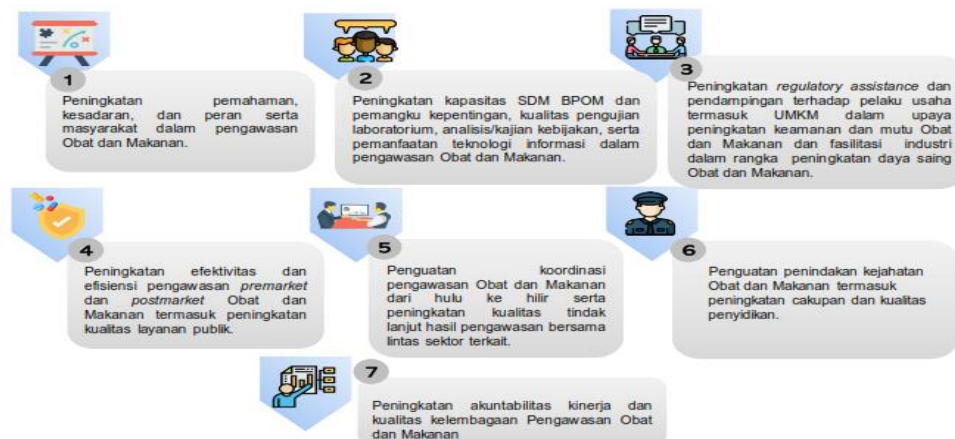 1
Peningkatan pemahaman,
kesadaran, dan peran serta
masyarakat dalam pengawasan
Obat dan Makanan.
2
Peningkatan kapasitas SDM BPOM dan
pemangku kepentingan, kualitas pengujian
laboratorium, analisis/kajian kebijakan, serta
pemanfaatan teknologi informasi dalam
pengawasan Obat dan Makanan.
3
Peningkatan regulatory assistance dan
pendampingan terhadap pelaku usaha
termasuk UMKM dalam upaya
peningkatan keamanan dan mutu Obat
dan Makanan dan fasilitasi industri
dalam rangka peningkatan daya saing
Obat dan Makanan.
4
Peningkatan efektivitas dan
efisiensi pengawasan premarket
dan postmarket Obat dan
Makanan termasuk peningkatan
kualitas layanan publik.
5
Penguatan koordinasi
pengawasan Obat dan Makanan
dari hulu ke hilir serta
peningkatan kualitas tindak
lanjut hasil pengawasan bersama
lintas sektor terkait.
6
Penguatan penindakan kejahatan
Obat dan Makanan termasuk
peningkatan cakupan dan kualitas
penyidikan.
7
Peningkatan akuntabilitas kinerja dan
kualitas kelembagaan Pengawasan Obat
dan Makanan